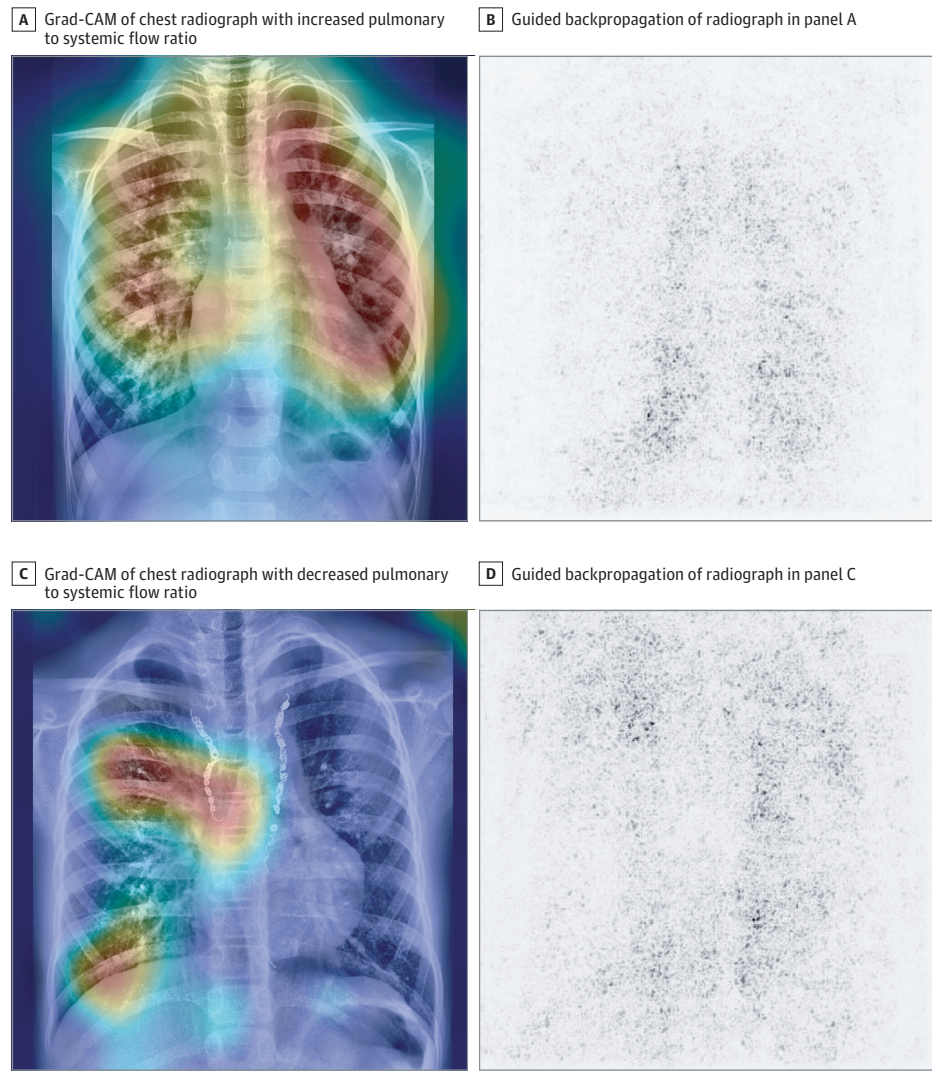 A Grad-CAM of chest radiograph with increased pulmonary
to systemic flow ratio
B Guided backpropagation of radiograph in panel A
C Grad-CAM of chest radiograph with decreased pulmonary
to systemic flow ratio
D Guided backpropagation of radiograph in panel C